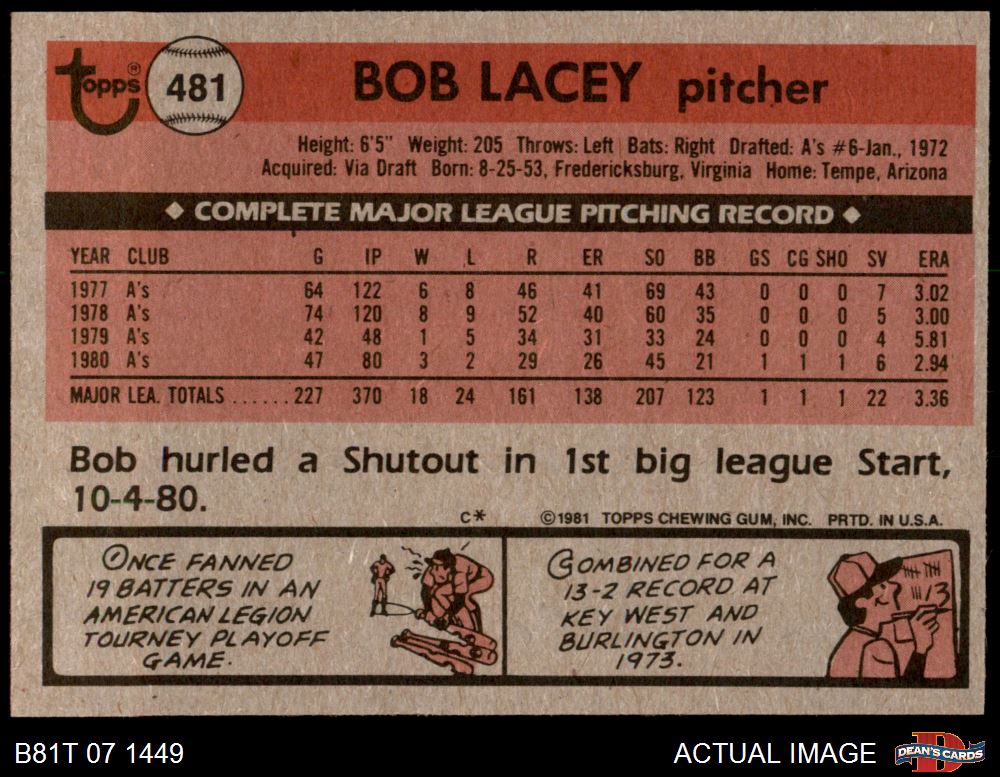 topps® 481 BOB LACEY pitcher
Height: 6'5" Weight: 205 Throws: Left Bats: Right Drafted: A's #6-Jan., 1972
Acquired: Via Draft Born: 8-25-53, Fredericksburg, Virginia Home: Tempe, Arizona
◆ COMPLETE MAJOR LEAGUE PITCHING RECORD ◆
YEAR CLUB G IP W L R ER SO BB GS CG SHO SV ERA
1977 A's 64 122 6 8 46 41 69 43 0 0 0 7 3.02
1978 A's 74 120 8 9 52 40 60 35 0 0 0 5 3.00
1979 A's 42 48 1 5 34 31 33 24 0 0 0 4 5.81
1980 A's 47 80 3 2 29 26 45 21 1 1 1 6 2.94
MAJOR LEA. TOTALS ...... 227 370 18 24 161 138 207 123 1 1 1 22 3.36
Bob hurled a Shutout in 1st big league Start,
10-4-80.
C* ©1981 TOPPS CHEWING GUM, INC. PRTD. IN U.S.A.
ONCE FANNED
19 BATTERS IN AN
AMERICAN LEGION
TOURNEY PLAYOFF
GAME.
COMBINED FOR A
13-2 RECORD AT
KEY WEST AND
BURLINGTON IN
1973.
13
B81T 07 1449 ACTUAL IMAGE DEAN'S CARDS